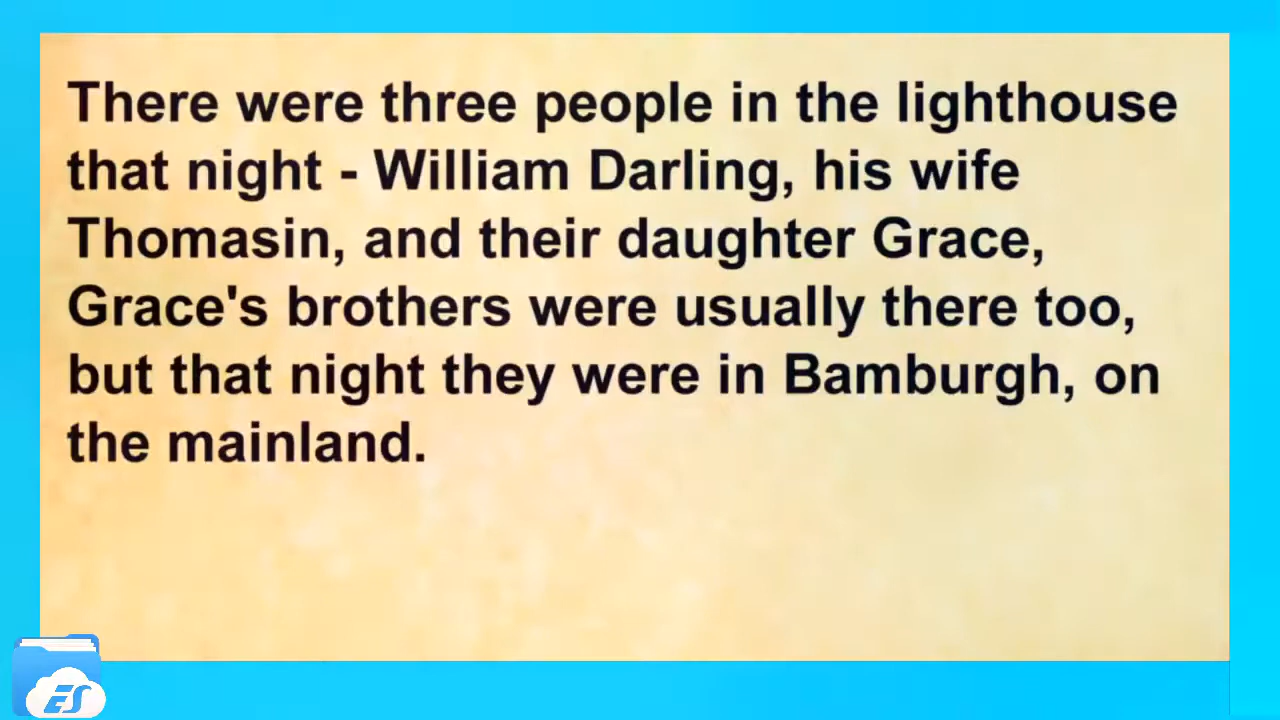 There were three people in the lighthouse
that night - William Darling, his wife
Thomasin, and their daughter Grace,
Grace's brothers were usually there too,
but that night they were in Bamburgh, on
the mainland.
ES